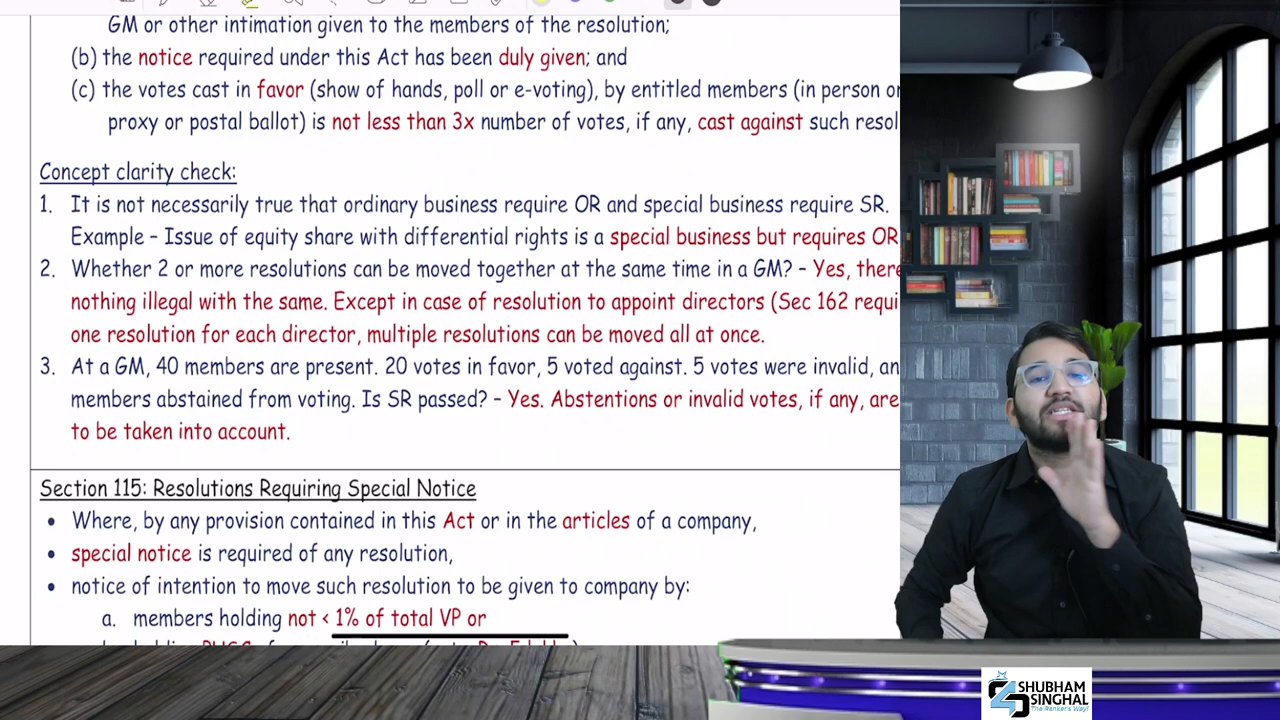 GM or other intimation given to the members of the resolution;
(b) the notice required under this Act has been duly given; and
(c) the votes cast in favor (show of hands, poll or e-voting), by entitled members (in person or
proxy or postal ballot) is not less than 3x number of votes, if any, cast against such resol
Concept clarity check:
1. It is not necessarily true that ordinary business require OR and special business require SR.
Example – Issue of equity share with differential rights is a special business but requires OR
2. Whether 2 or more resolutions can be moved together at the same time in a GM? – Yes, there
nothing illegal with the same. Except in case of resolution to appoint directors (Sec 162 requi
one resolution for each director, multiple resolutions can be moved all at once.
3. At a GM, 40 members are present. 20 votes in favor, 5 voted against. 5 votes were invalid, an
members abstained from voting. Is SR passed? – Yes. Abstentions or invalid votes, if any, are
to be taken into account.
Section 115: Resolutions Requiring Special Notice
• Where, by any provision contained in this Act or in the articles of a company,
• special notice is required of any resolution,
• notice of intention to move such resolution to be given to company by:
a. members holding not < 1% of total VP or
SHUBHAM
SINGHAL
The Ranker's Way!